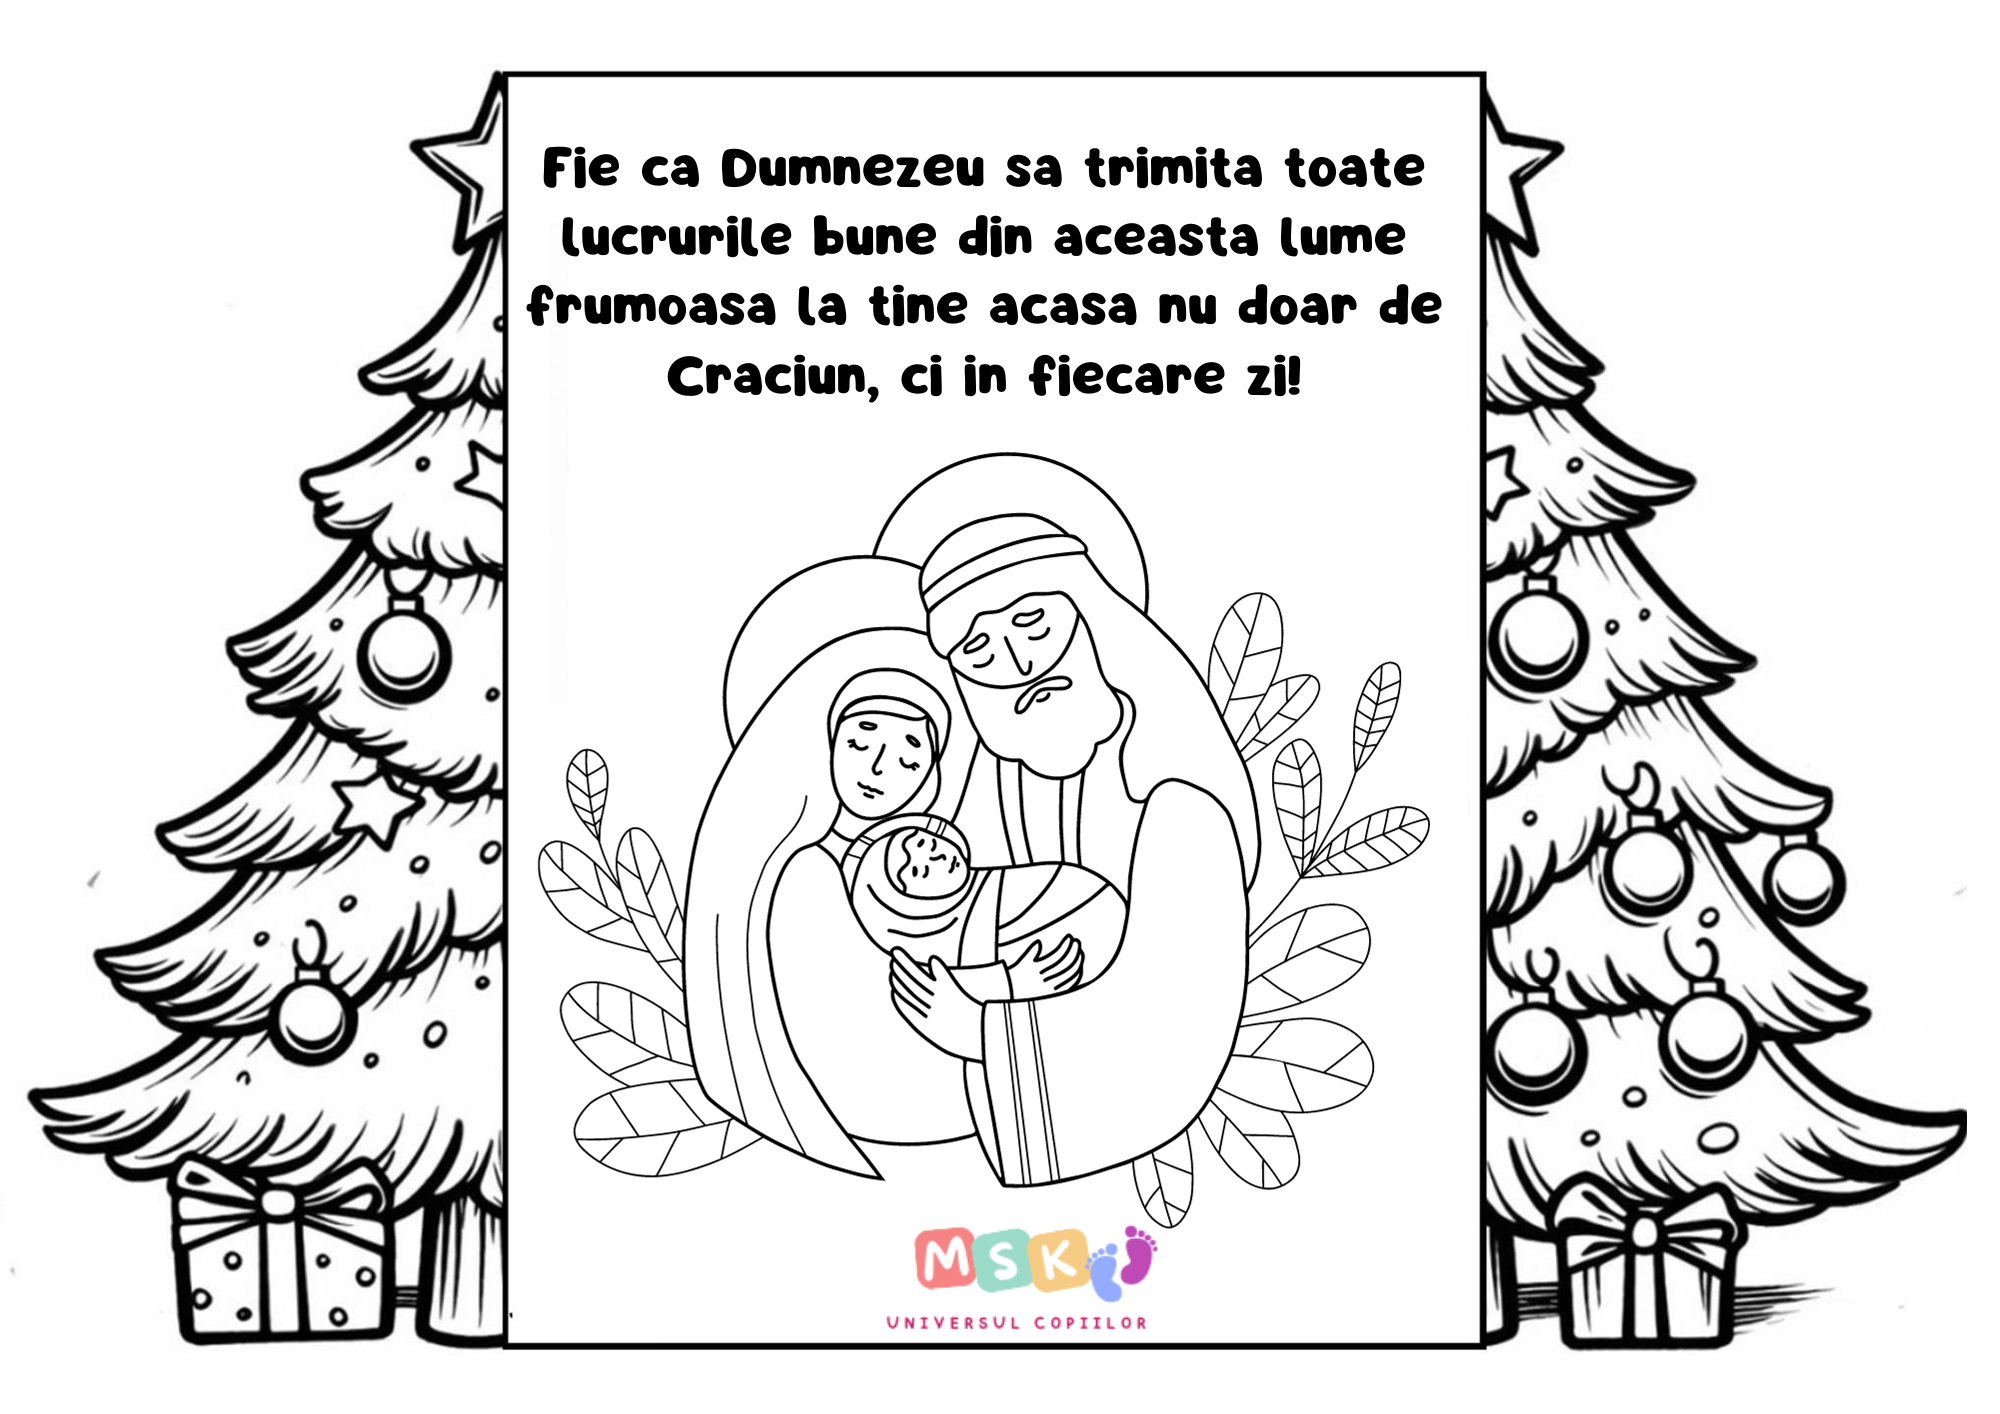 Fie ca Dumnezeu sa trimita toate
lucrurile bune din aceasta lume
frumoasa la tine acasa nu doar de
Craciun, ci in fiecare zi!
MSK
UNIVERSUL COPIILOR